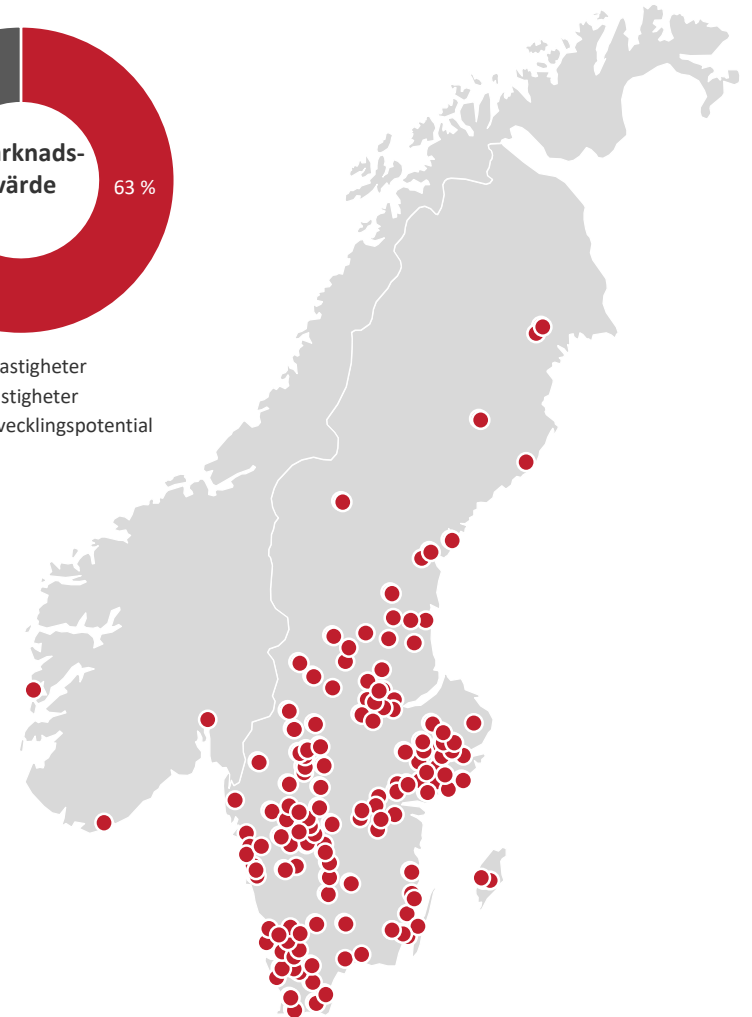 rknads-
värde
63 %
astigheter
stigheter
vecklingspotential